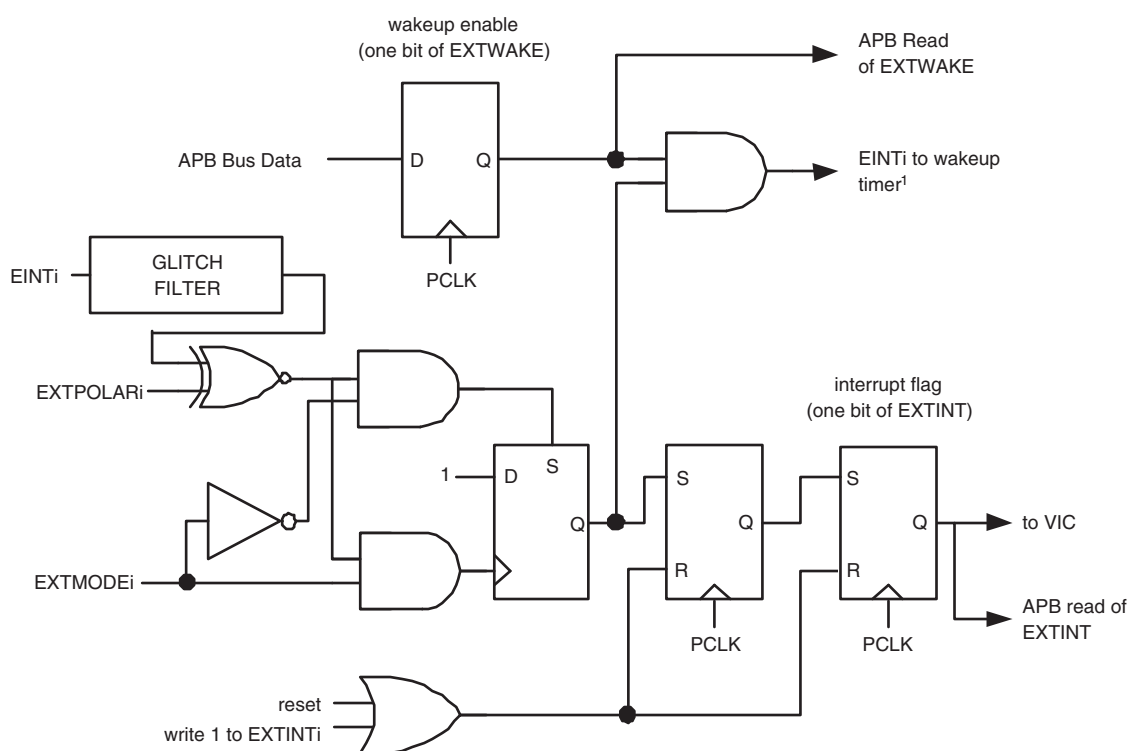 wakeup enable
(one bit of EXTWAKE)
APB Read
of EXTWAKE
APB Bus Data
D
Q
EINTi to wakeup
timer1
PCLK
EINTi
GLITCH
FILTER
EXTPOLARi
interrupt flag
(one bit of EXTINT)
1
D
S
Q
S
Q
R
PCLK
S
Q
R
PCLK
to VIC
EXTMODEi
APB read of
EXTINT
reset
write 1 to EXTINTi